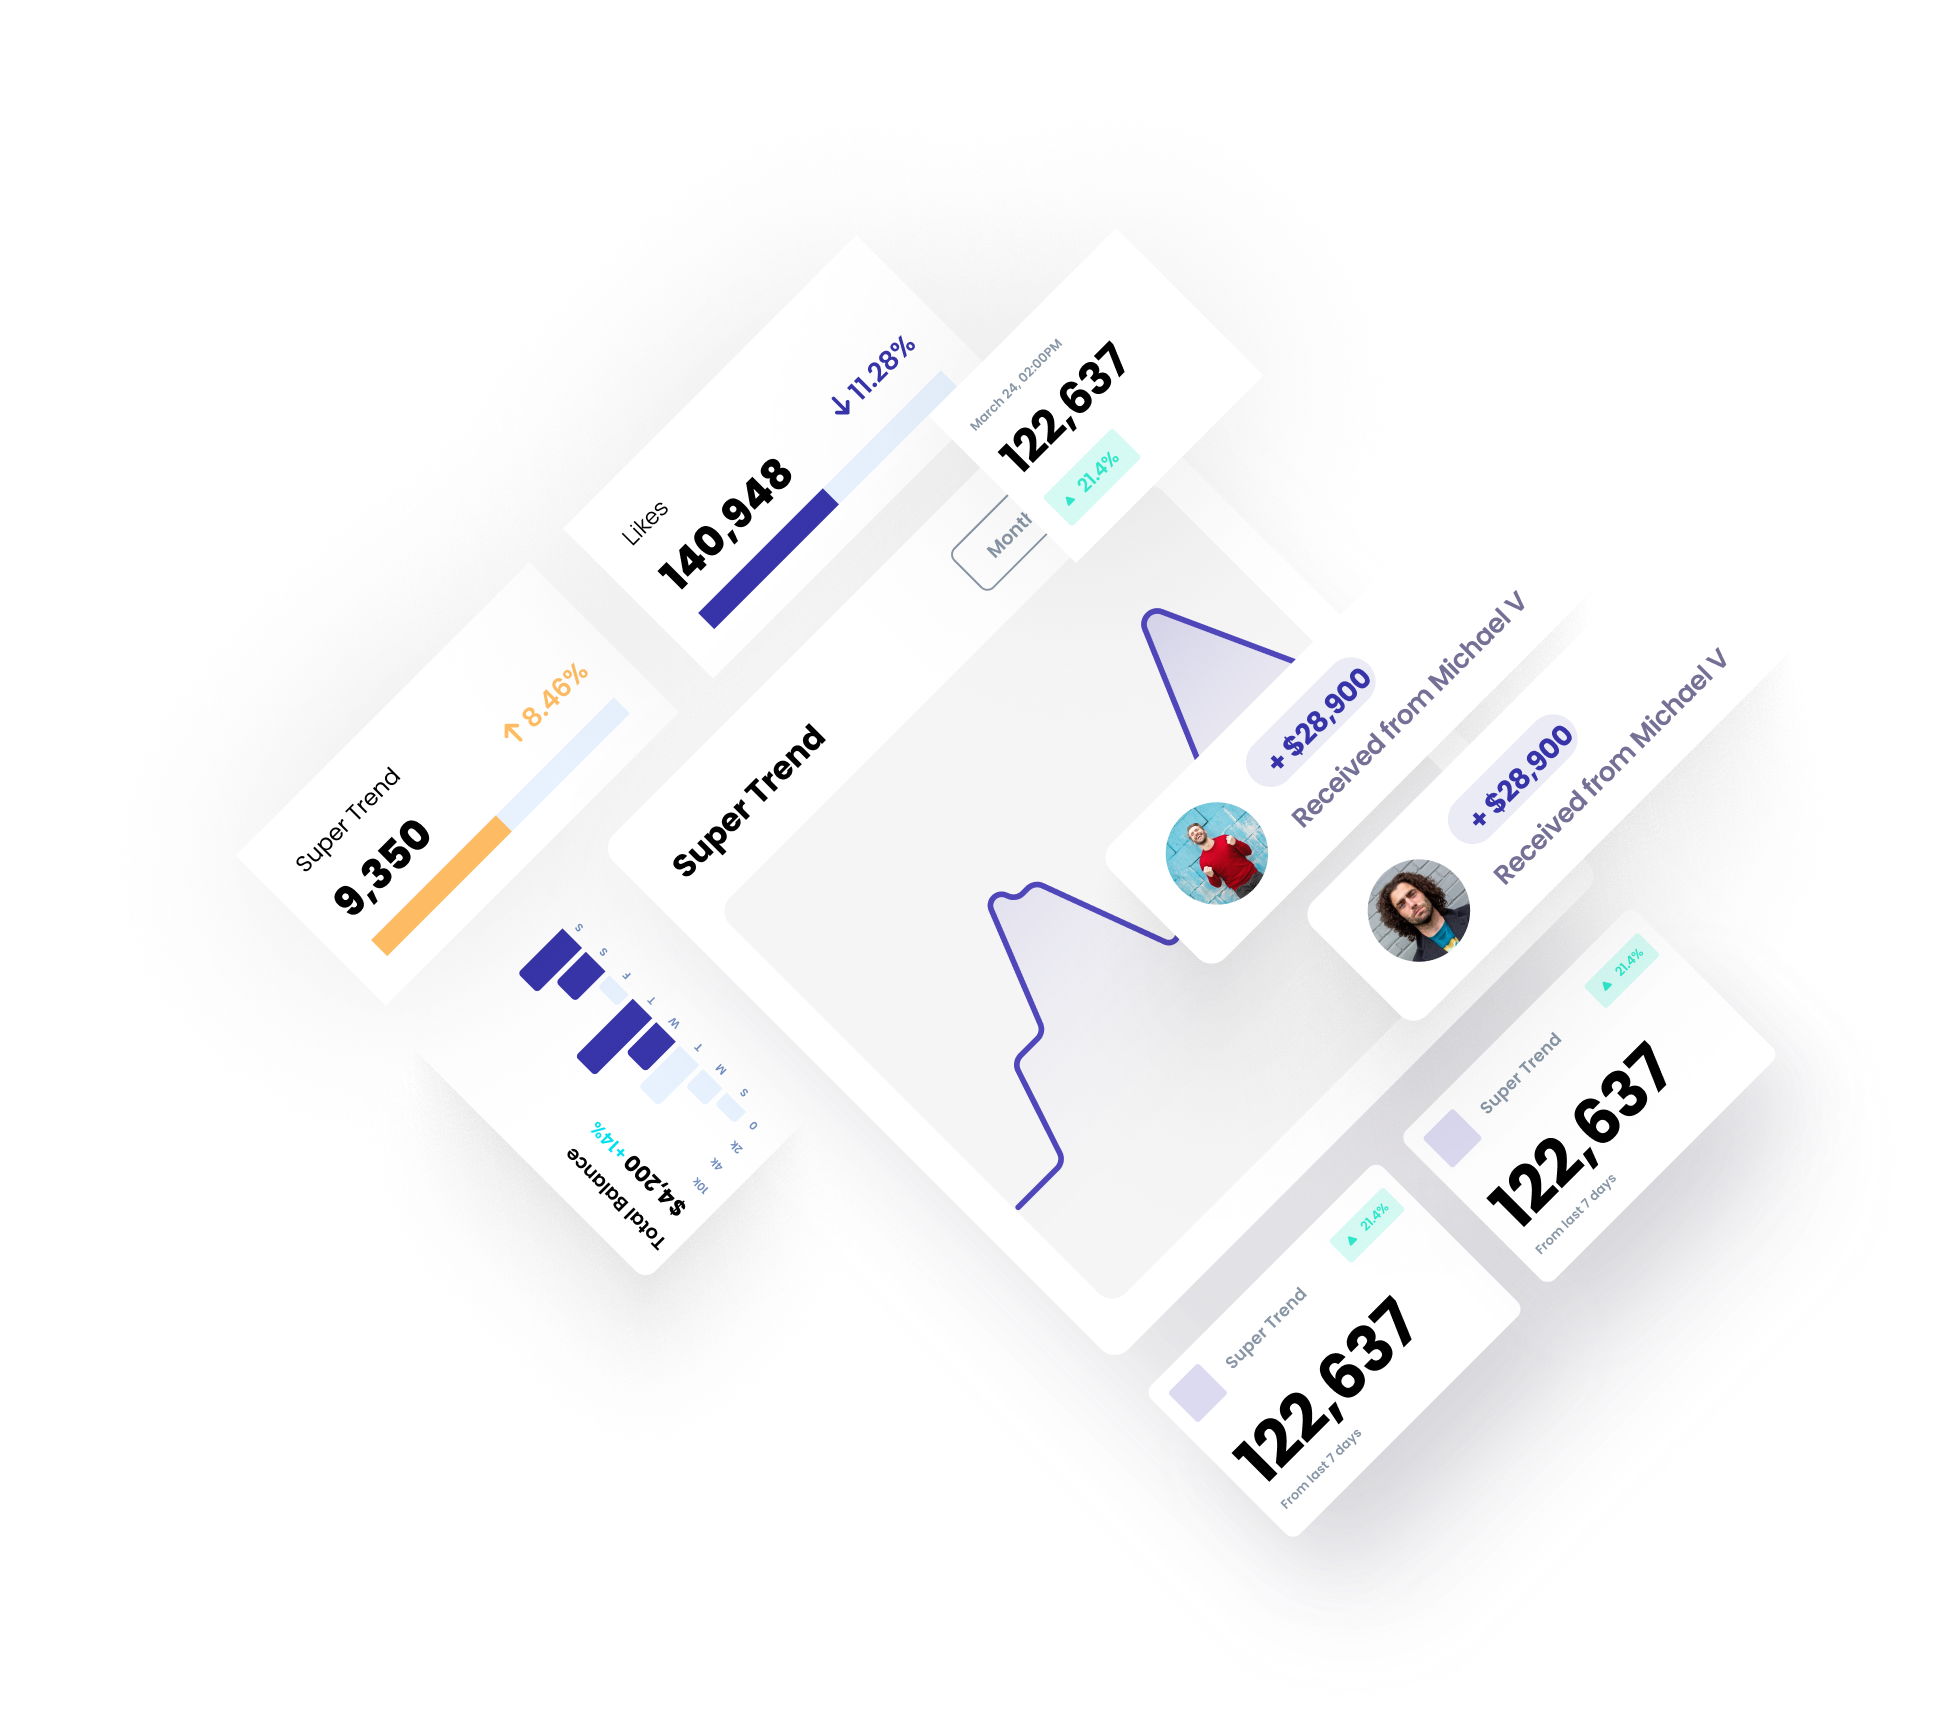 Likes
140,948
11.28%
March 24, 02:00PM
122,637
21.4%
Super Trend
9,350
8.46%
Super Trend
Month
+ $28,900
Received from Michael V
+ $28,900
Received from Michael V
Total Balance
$4,200 +14%
10k
4k
2k
0
S
M
T
W
T
F
S
S
Super Trend
21.4%
122,637
From last 7 days
Super Trend
21.4%
122,637
From last 7 days